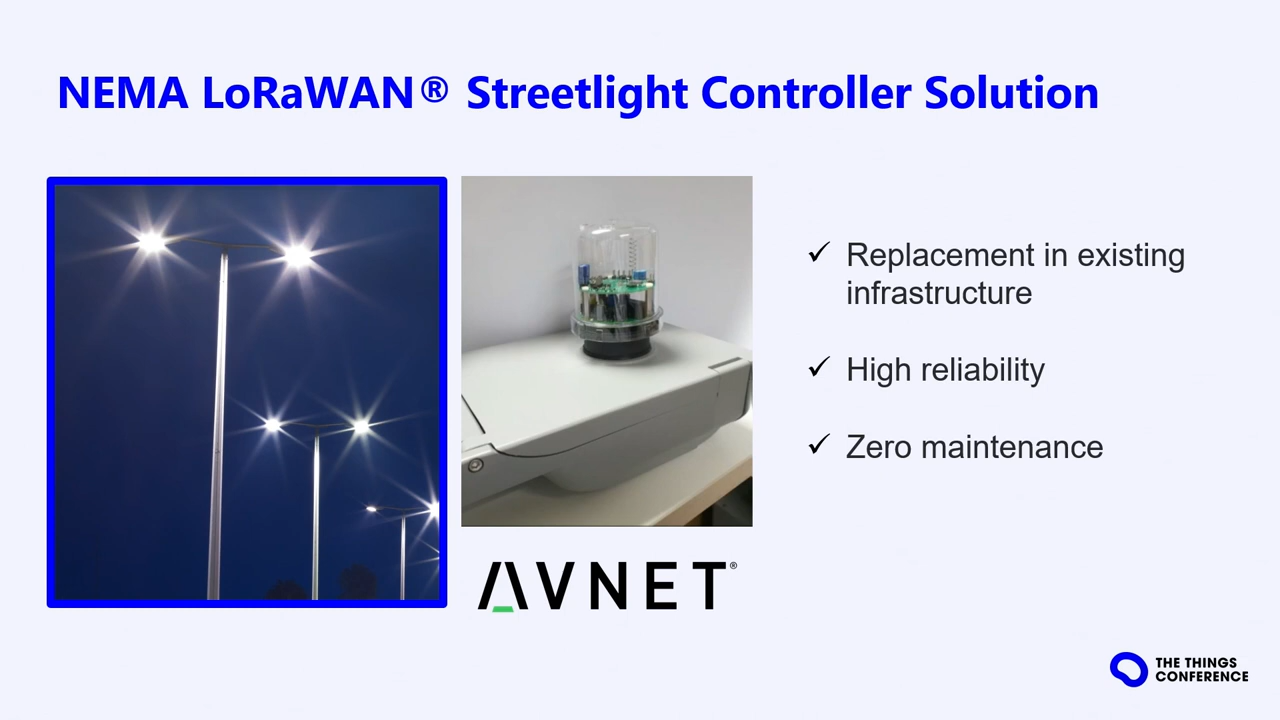 NEMA LoRaWAN® Streetlight Controller Solution
✓ Replacement in existing
infrastructure
✓ High reliability
✓ Zero maintenance
AVNET®
THE THINGS
CONFERENCE